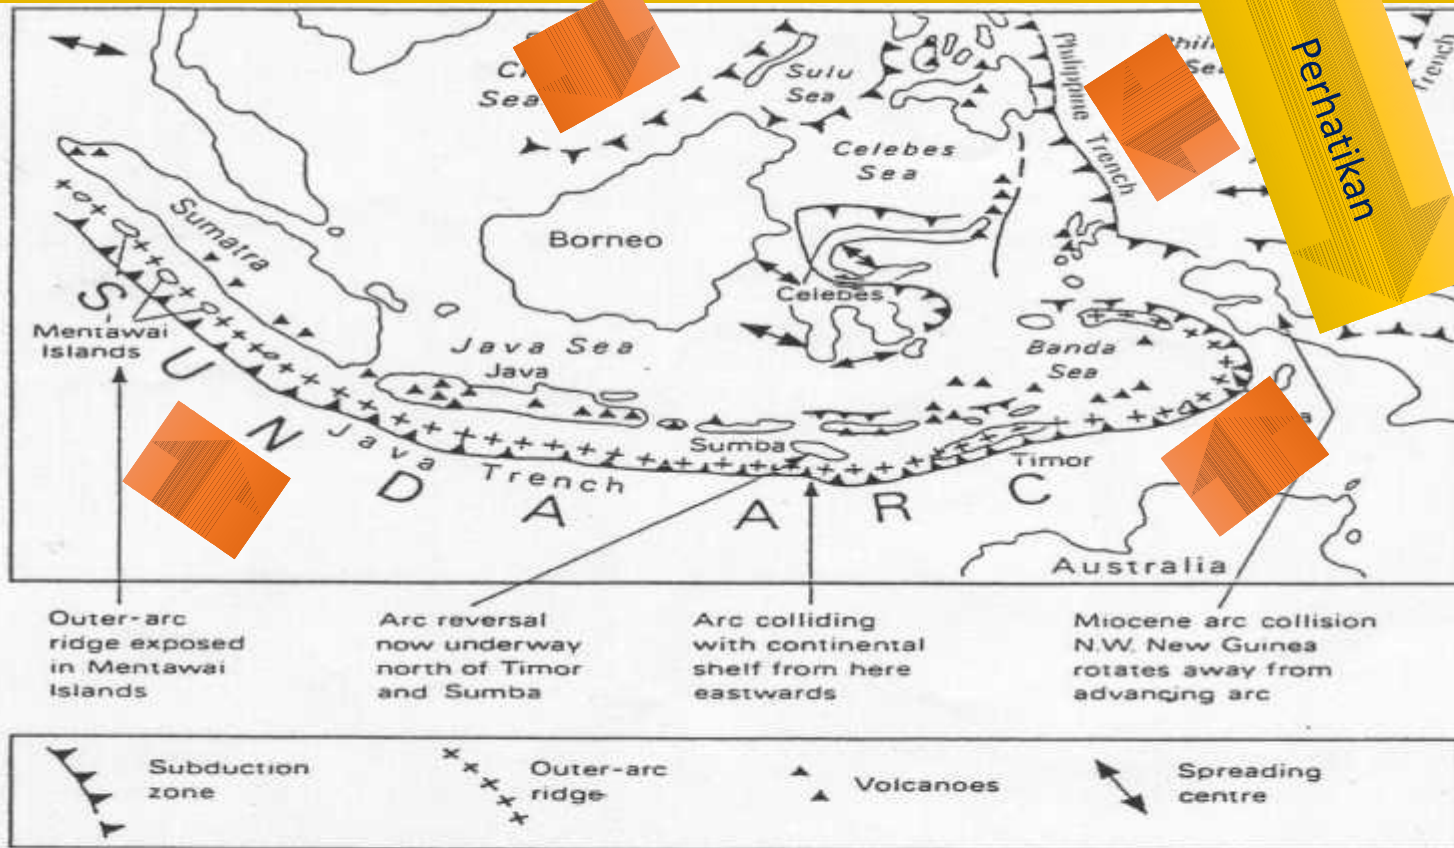 Perhatikan
Sea
Sulu
Sea
Philippine Trench
Trench
Celebes
Sea
Borneo
Sumatra
Celebes
Mentawai
Islands
Java Sea
Java
Banda
Sea
Sumba
Timor
Java Trench
SUNDA ARC
Australia
Outer-arc
ridge exposed
in Mentawai
Islands
Arc reversal
now underway
north of Timor
and Sumba
Arc colliding
with continental
shelf from here
eastwards
Miocene arc collision
N.W. New Guinea
rotates away from
advancing arc
Subduction
zone
Outer-arc
ridge
Volcanoes
Spreading
centre